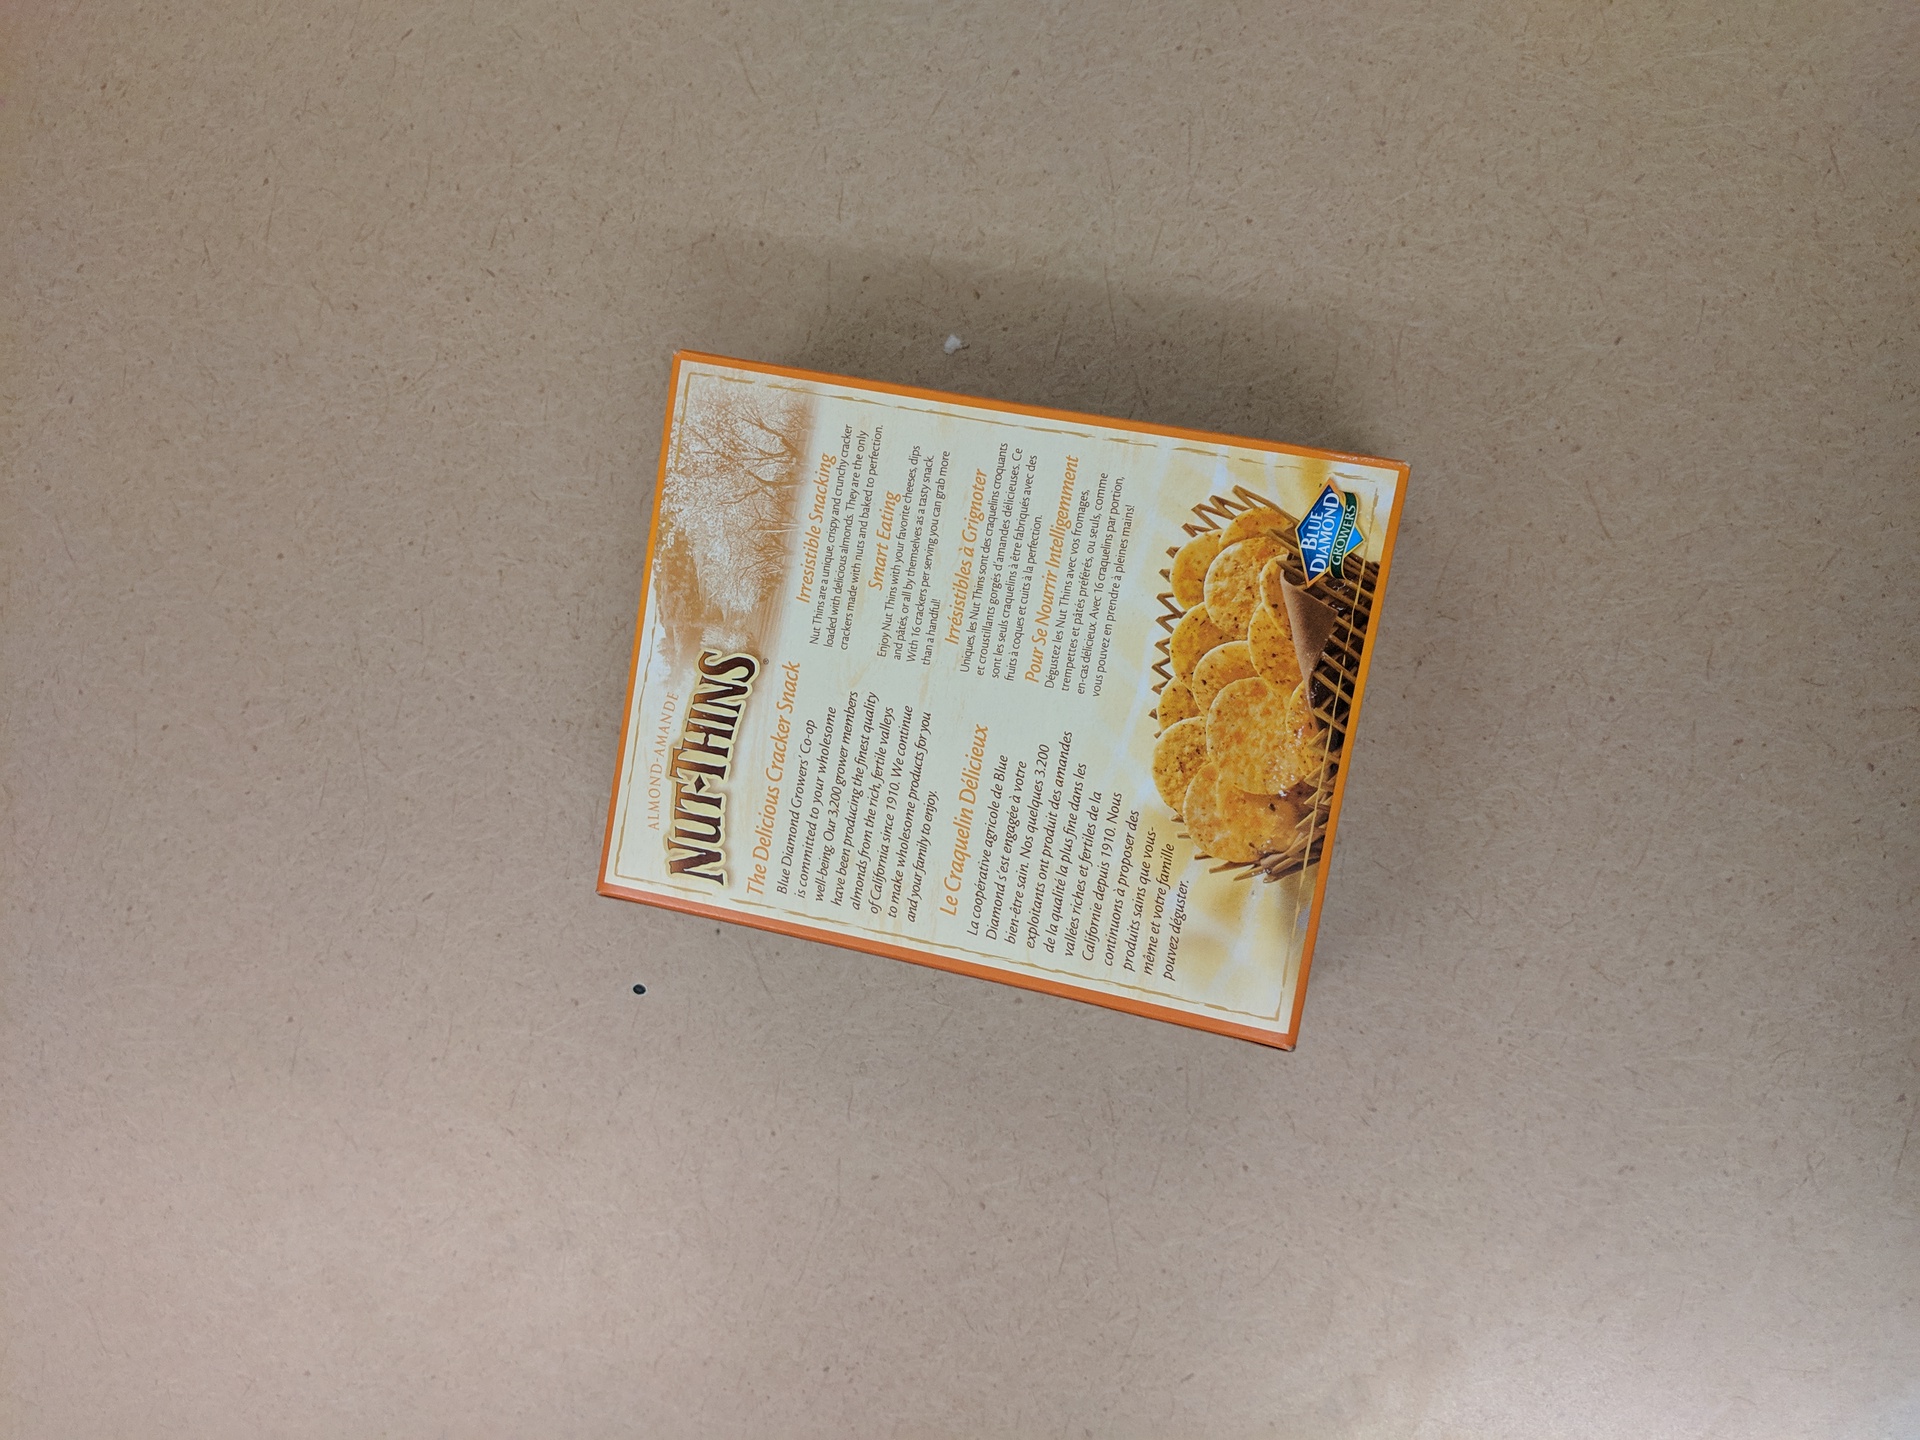 ALMOND-AMANDE
NUT-THINS
The Delicious Cracker Snack
Blue Diamond Growers' Co-op
is committed to your wholesome
well-being. Our 3,200 grower members
have been producing the finest quality
almonds from the rich, fertile valleys
of California since 1910. We continue
to make wholesome products for you
and your family to enjoy.
Le Craquelin Délicieux
La coopérative agricole de Blue
Diamond s'est engagée à votre
bien-être sain. Nos quelques 3.200
exploitants ont produit des amandes
de la qualité la plus fine dans les
vallées riches et fertiles de la
Californie depuis 1910. Nous
continuons à proposer des
produits sains que vous-
même et votre famille
pouvez déguster.
Irresistible Snacking
Nut Thins are a unique, crispy and crunchy cracker
loaded with delicious almonds. They are the only
crackers made with nuts and baked to perfection.
Smart Eating
Enjoy Nut Thins with your favorite cheeses, dips
and pâtés, or all by themselves as a tasty snack.
With 16 crackers per serving you can grab more
than a handful!
Irrésistibles à Grignoter
Uniques, les Nut Thins sont des craquelins croquants
et croustillants gorgés d'amandes délicieuses. Ce
sont les seuls craquelins à être fabriqués avec des
fruits à coques et cuits à la perfection.
Pour Se Nourrir Intelligemment
Dégustez les Nut Thins avec vos fromages,
trempettes et pâtés préférés, ou seuls, comme
en-cas délicieux. Avec 16 craquelins par portion,
vous pouvez en prendre à pleines mains!
BLUE
DIAMOND
GROWERS